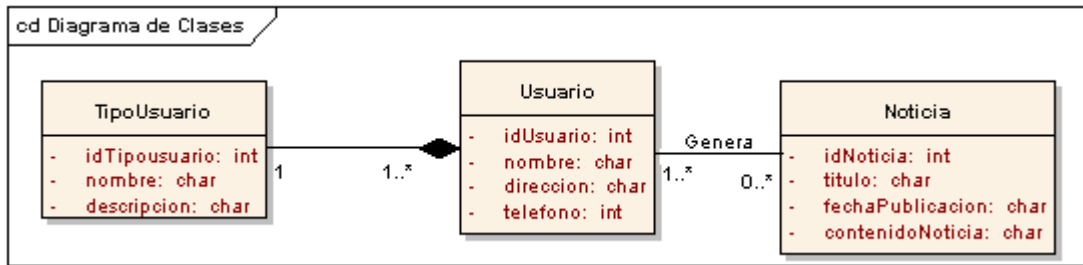 cd Diagrama de Clases
TipoUsuario
- idTipousuario: int
- nombre: char
- descripcion: char
1
1..*
Usuario
- idUsuario: int
- nombre: char
- direccion: char
- telefono: int
Genera
1..*
0..*
Noticia
- idNoticia: int
- titulo: char
- fechaPublicacion: char
- contenidoNoticia: char